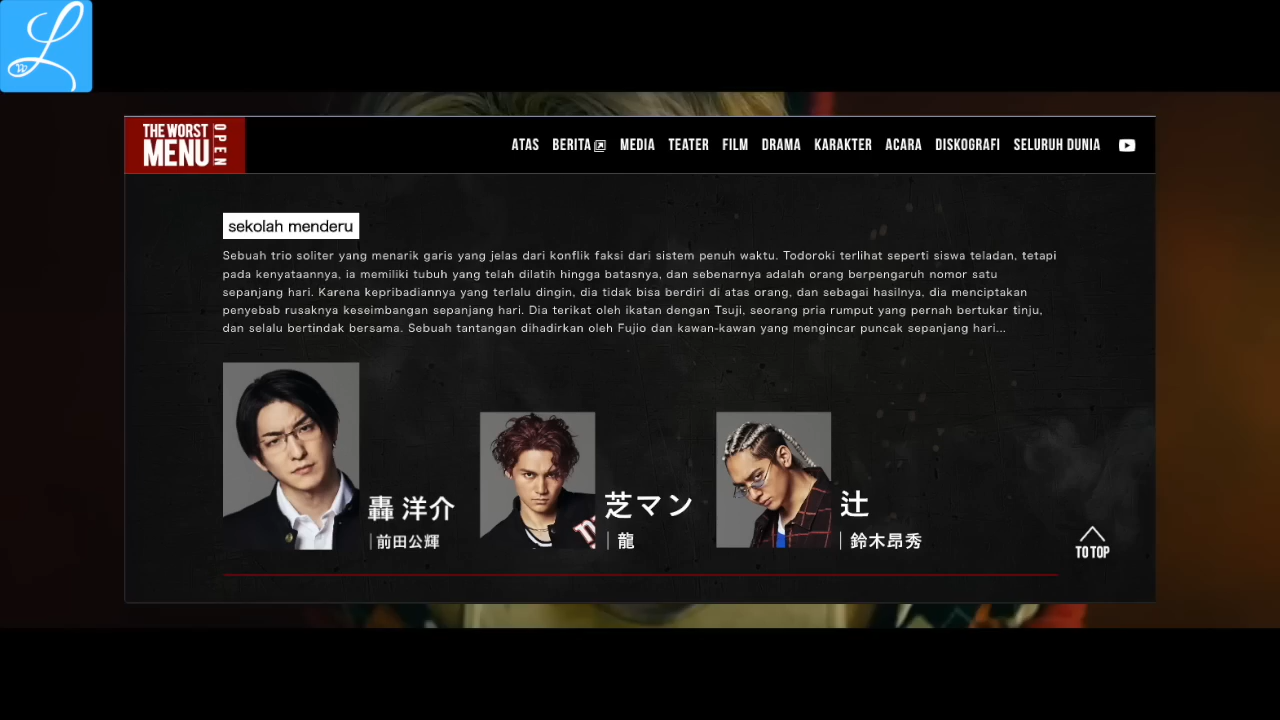 L
w
THE WORST
MENU
OPEN
ATAS BERITA MEDIA TEATER FILM DRAMA KARAKTER ACARA DISKOGRAFI SELURUH DUNIA
sekolah menderu
Sebuah trio soliter yang menarik garis yang jelas dari konflik faksi dari sistem penuh waktu. Todoroki terlihat seperti siswa teladan, tetapi
pada kenyataannya, ia memiliki tubuh yang telah dilatih hingga batasnya, dan sebenarnya adalah orang berpengaruh nomor satu
sepanjang hari. Karena kepribadiannya yang terlalu dingin, dia tidak bisa berdiri di atas orang, dan sebagai hasilnya, dia menciptakan
penyebab rusaknya keseimbangan sepanjang hari. Dia terikat oleh ikatan dengan Tsuji, seorang pria rumput yang pernah bertukar tinju,
dan selalu bertindak bersama. Sebuah tantangan dihadirkan oleh Fujio dan kawan-kawan yang mengincar puncak sepanjang hari...
轟 洋介
前田公輝
芝マン
龍
辻
鈴木昂秀
TO TOP